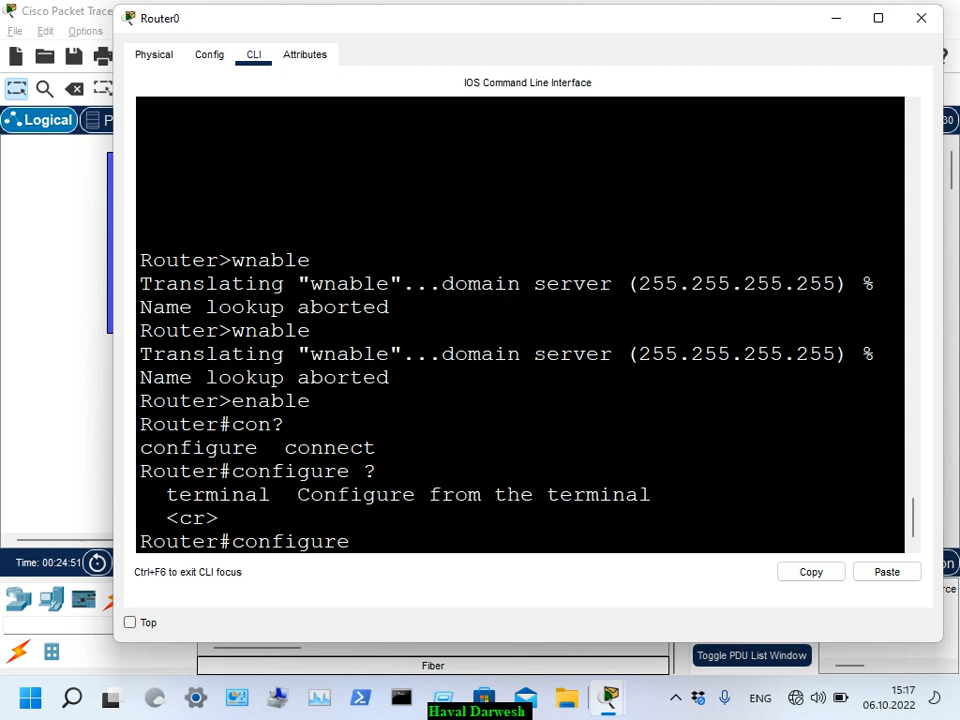 Cisco Packet Trace
Router0
File Edit Options
Physical Config CLI Attributes
IOS Command Line Interface
Logical
P
30
Router>wnable
Translating "wnable"...domain server (255.255.255.255) %
Name lookup aborted
Router>wnable
Translating "wnable"...domain server (255.255.255.255) %
Name lookup aborted
Router>enable
Router#con?
configure connect
Router#configure ?
terminal Configure from the terminal
<cr>
Router#configure
Time: 00:24:51
on
Ctrl+F6 to exit CLI focus
Copy Paste
rce
Top
Fiber
Toggle PDU List Window
ENG
15:17
06.10.2022
Haval Darwesh